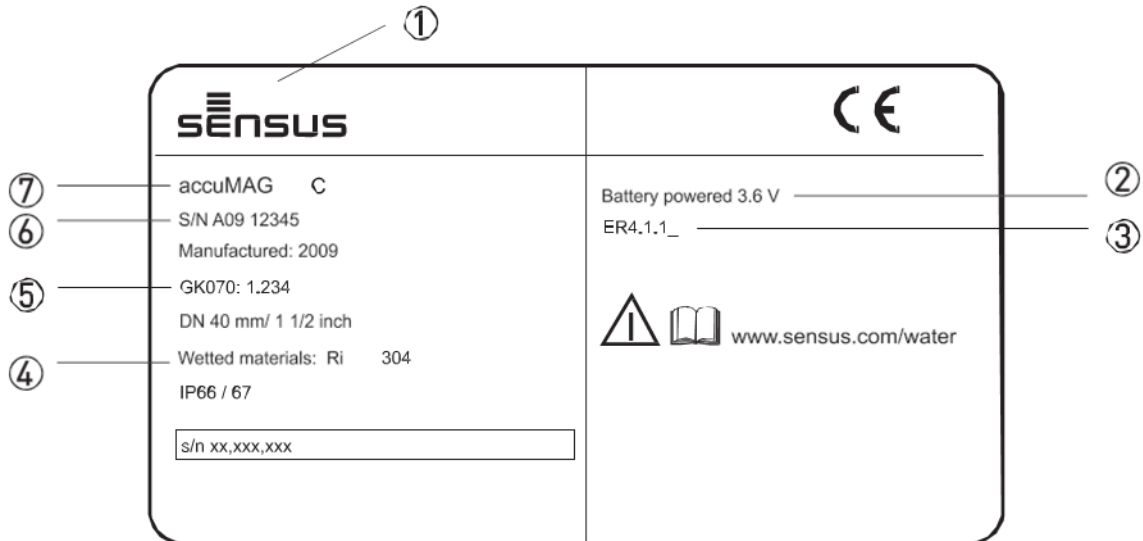 ①
sensus
CE
⑦ accuMAG C
⑥ S/N A09 12345
Manufactured: 2009
⑤ GK070: 1.234
DN 40 mm/ 1 1/2 inch
④ Wetted materials: Ri 304
IP66 / 67
s/n xx,xxx,xxx
Battery powered 3.6 V ②
ER4.1.1_ ③
www.sensus.com/water